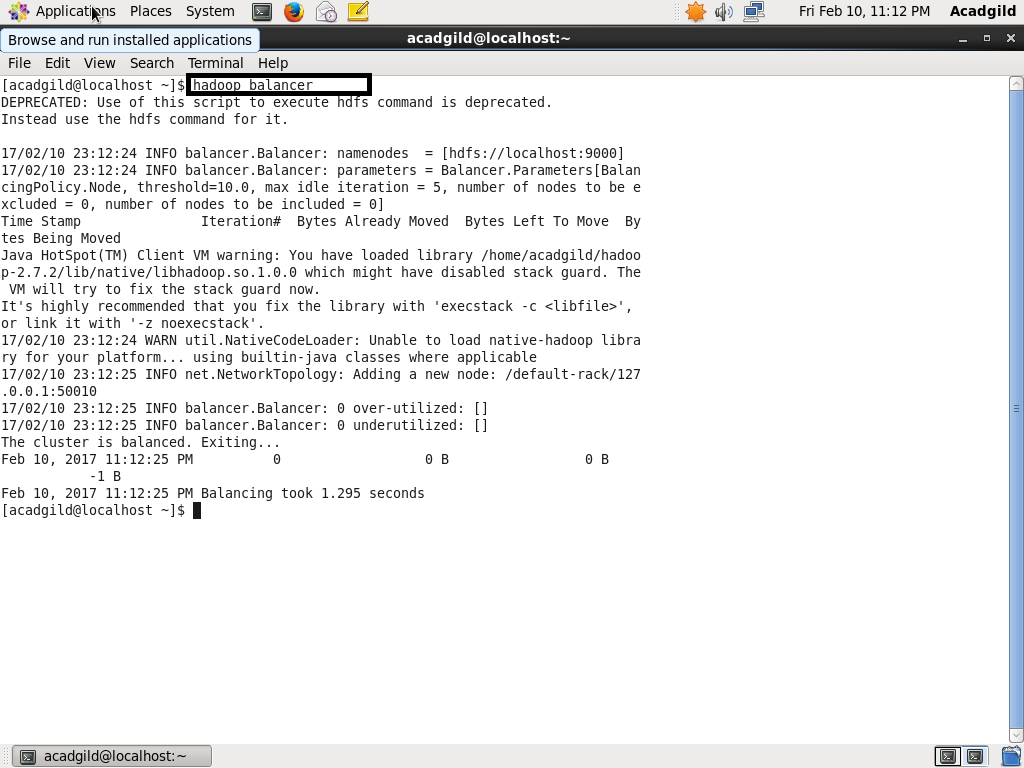 Applications Places System Fri Feb 10, 11:12 PM Acadgild
Browse and run installed applications acadgild@localhost:~
File Edit View Search Terminal Help
[acadgild@localhost ~]$ hadoop balancer
DEPRECATED: Use of this script to execute hdfs command is deprecated.
Instead use the hdfs command for it.
17/02/10 23:12:24 INFO balancer.Balancer: namenodes  = [hdfs://localhost:9000]
17/02/10 23:12:24 INFO balancer.Balancer: parameters = Balancer.Parameters[Balan
cingPolicy.Node, threshold=10.0, max idle iteration = 5, number of nodes to be e
xcluded = 0, number of nodes to be included = 0]
Time Stamp               Iteration#  Bytes Already Moved  Bytes Left To Move  By
tes Being Moved
Java HotSpot(TM) Client VM warning: You have loaded library /home/acadgild/hadoo
p-2.7.2/lib/native/libhadoop.so.1.0.0 which might have disabled stack guard. The
 VM will try to fix the stack guard now.
It's highly recommended that you fix the library with 'execstack -c <libfile>',
or link it with '-z noexecstack'.
17/02/10 23:12:24 WARN util.NativeCodeLoader: Unable to load native-hadoop libra
ry for your platform... using builtin-java classes where applicable
17/02/10 23:12:25 INFO net.NetworkTopology: Adding a new node: /default-rack/127
.0.0.1:50010
17/02/10 23:12:25 INFO balancer.Balancer: 0 over-utilized: []
17/02/10 23:12:25 INFO balancer.Balancer: 0 underutilized: []
The cluster is balanced. Exiting...
Feb 10, 2017 11:12:25 PM          0                  0 B                 0 B
           -1 B
Feb 10, 2017 11:12:25 PM Balancing took 1.295 seconds
[acadgild@localhost ~]$
acadgild@localhost:~